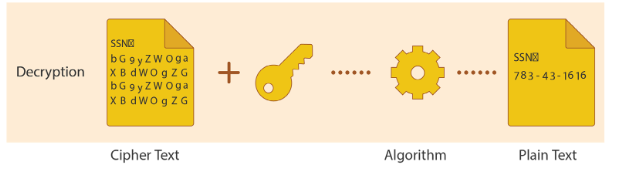 Decryption
SSN
bG9yZWOga
XBdWOgZG
bG9yZWOga
XBdWOgZG
SSN
783-43-1616
Cipher Text
Algorithm
Plain Text